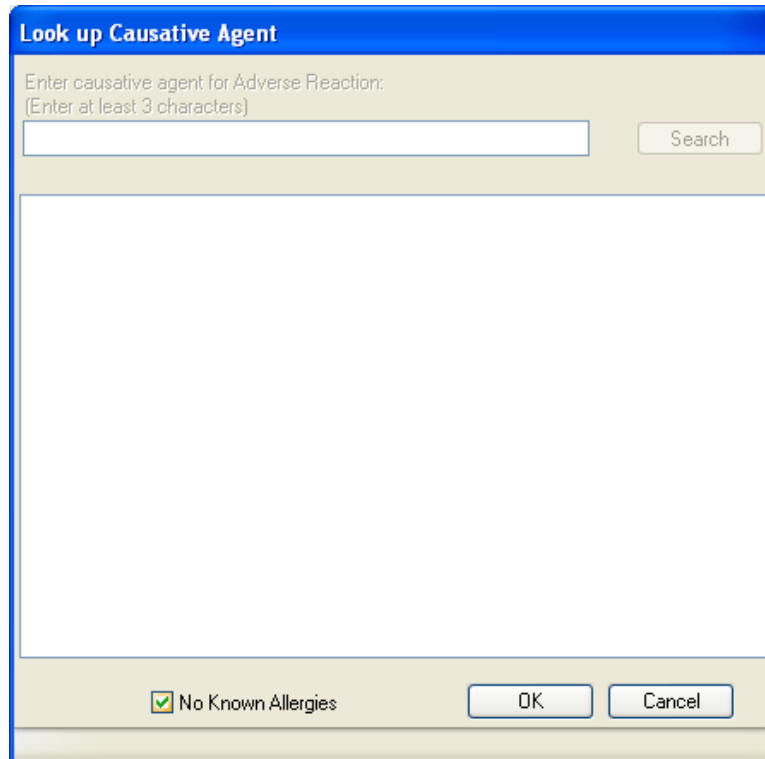 Look up Causative Agent
Enter causative agent for Adverse Reaction:
(Enter at least 3 characters)
Search
No Known Allergies
OK
Cancel